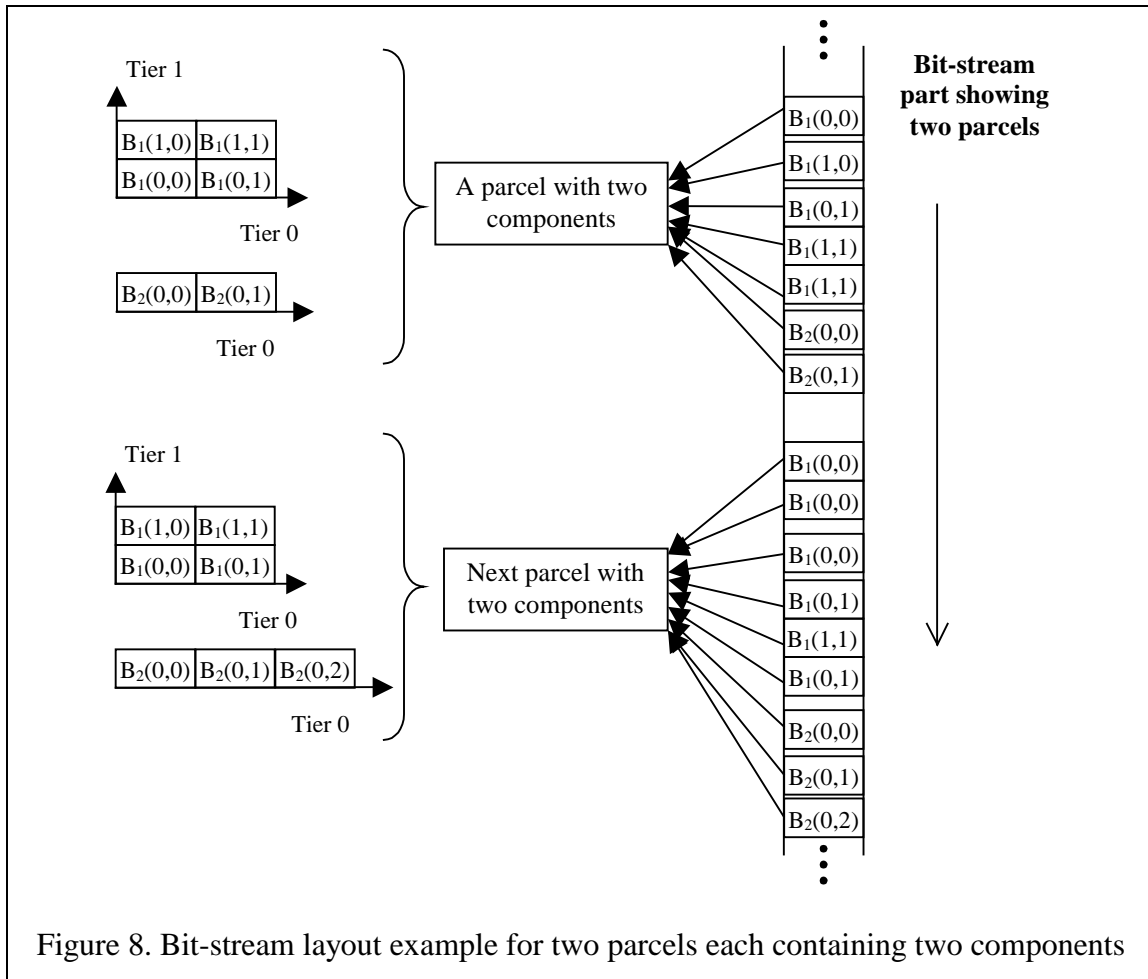 Tier 1
B₁(1,0) B₁(1,1)
B₁(0,0) B₁(0,1)
Tier 0
B₂(0,0) B₂(0,1)
Tier 0
A parcel with two
components
B₁(0,0)
B₁(1,0)
B₁(0,1)
B₁(1,1)
B₁(1,1)
B₂(0,0)
B₂(0,1)
Bit-stream
part showing
two parcels
Tier 1
B₁(1,0) B₁(1,1)
B₁(0,0) B₁(0,1)
Tier 0
B₂(0,0) B₂(0,1) B₂(0,2)
Tier 0
Next parcel with
two components
B₁(0,0)
B₁(0,0)
B₁(0,0)
B₁(0,1)
B₁(1,1)
B₁(0,1)
B₂(0,0)
B₂(0,1)
B₂(0,2)
Figure 8. Bit-stream layout example for two parcels each containing two components